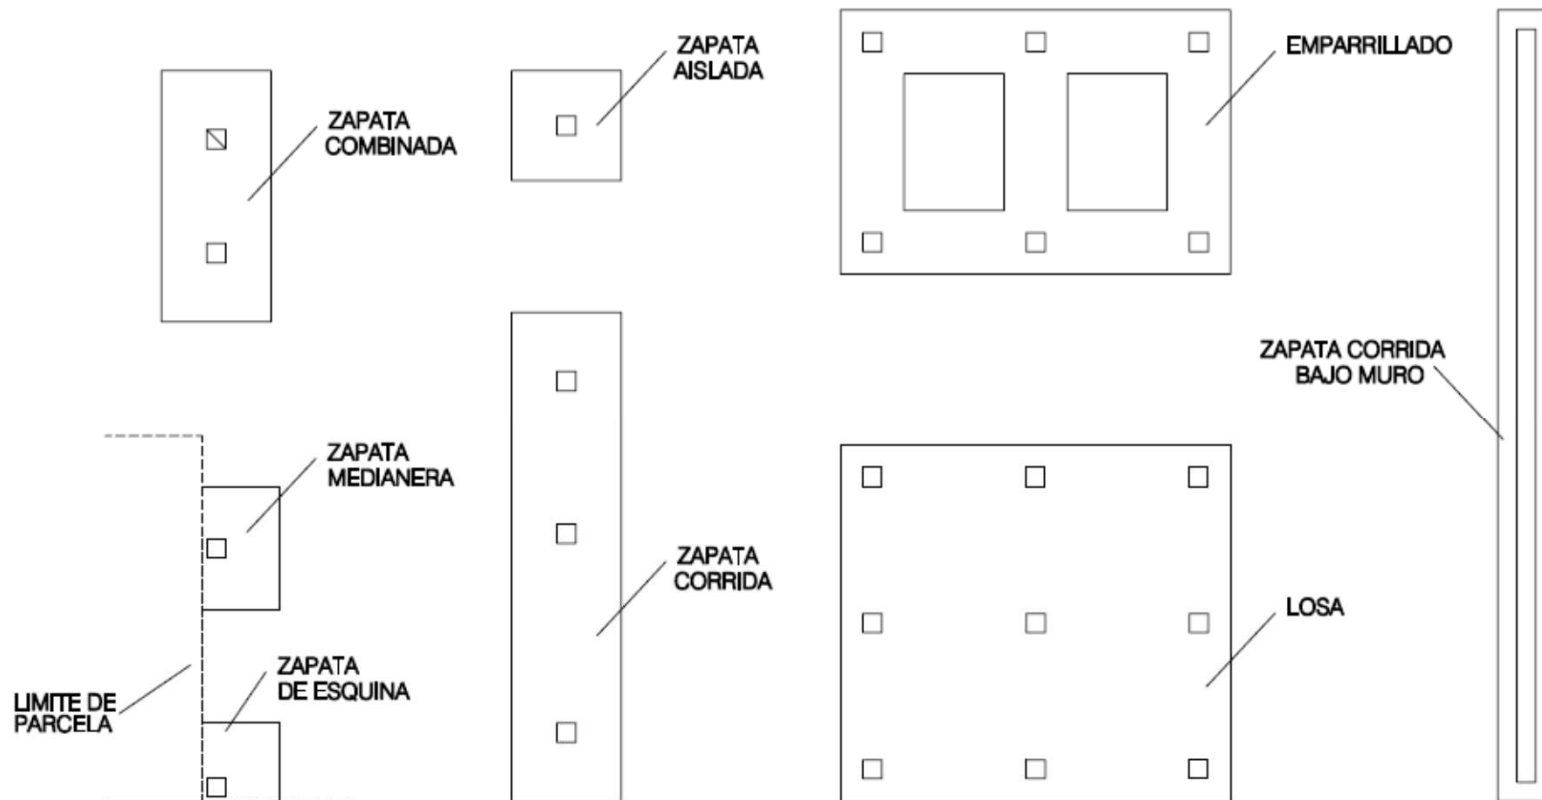 ZAPATA
COMBINADA
ZAPATA
AISLADA
EMPARRILLADO
ZAPATA CORRIDA
BAJO MURO
ZAPATA
MEDIANERA
ZAPATA
CORRIDA
LOSA
ZAPATA
DE ESQUINA
LIMITE DE
PARCELA